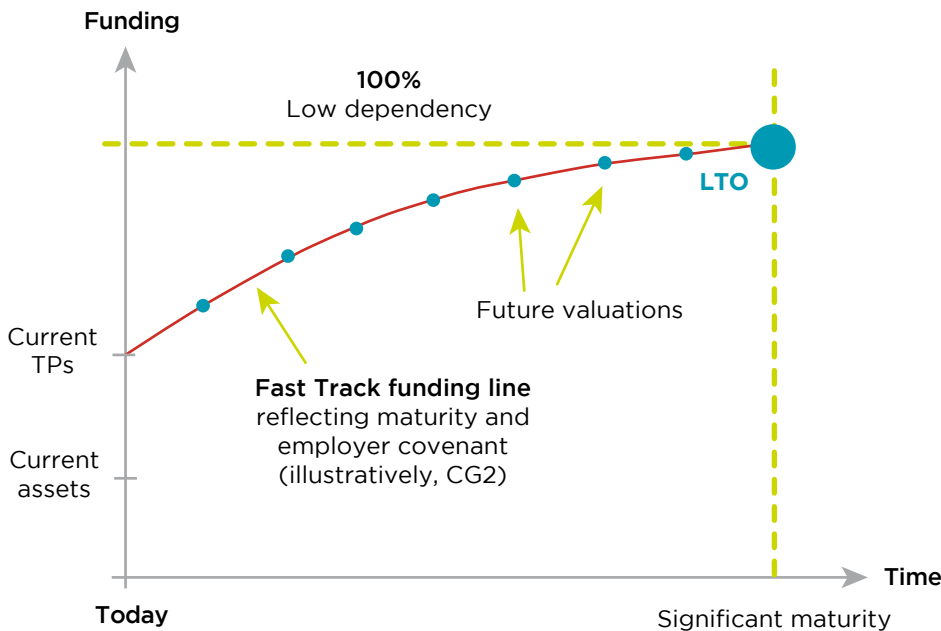 Funding
100%
Low dependency
LTO
Future valuations
Current
TPs
Fast Track funding line
reflecting maturity and
employer covenant
(illustratively, CG2)
Current
assets
Time
Today
Significant maturity